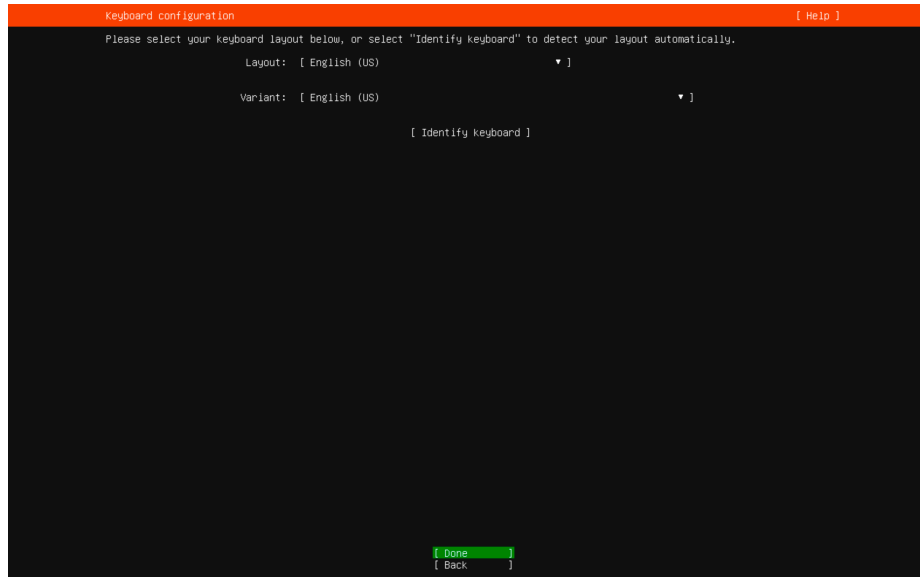 Keyboard configuration [ Help ]
Please select your keyboard layout below, or select "Identify keyboard" to detect your layout automatically.
Layout: [ English (US) ▾ ]
Variant: [ English (US) ▾ ]
[ Identify keyboard ]
[ Done ]
[ Back ]